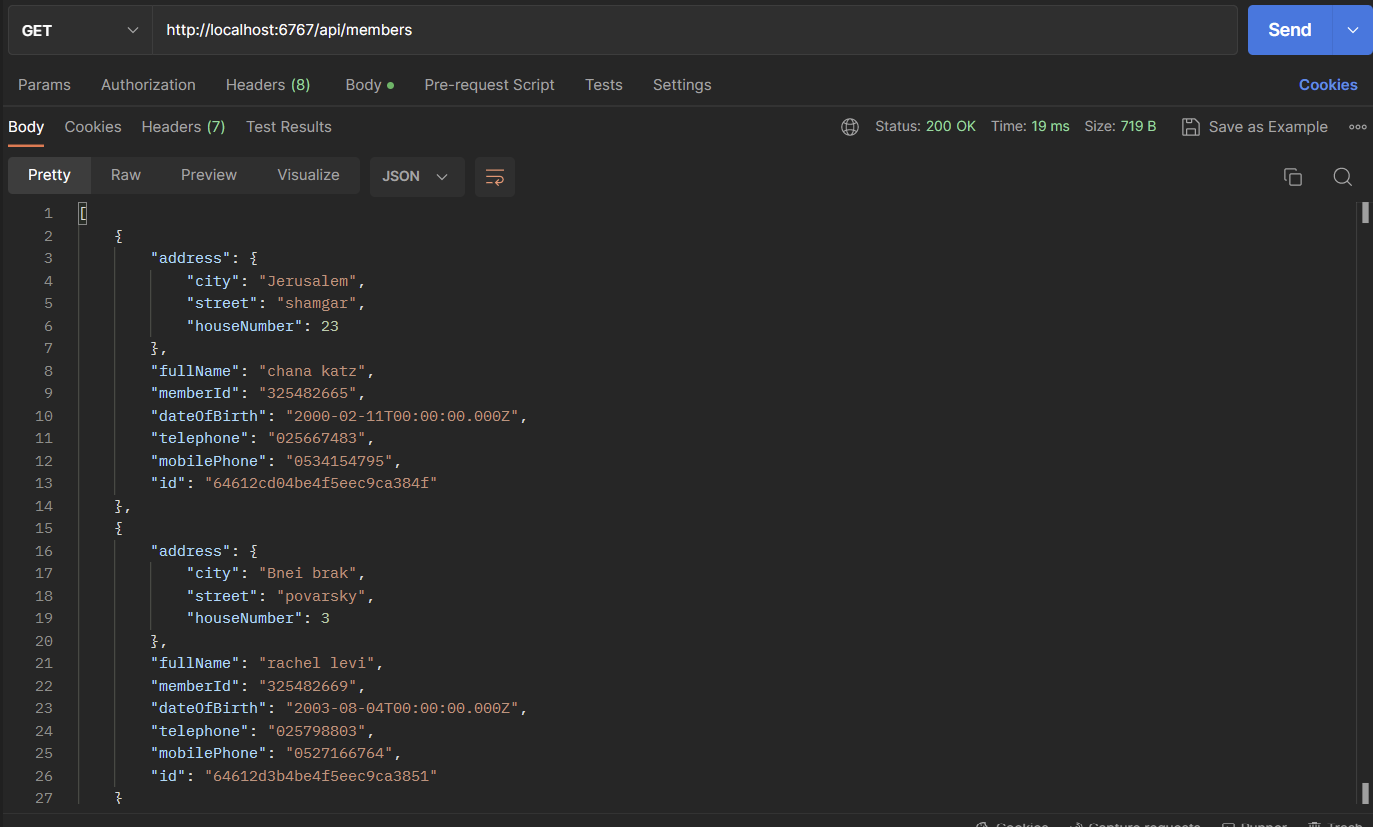 GET http://localhost:6767/api/members Send
Params Authorization Headers (8) Body Pre-request Script Tests Settings Cookies
Body Cookies Headers (7) Test Results Status: 200 OK Time: 19 ms Size: 719 B Save as Example
Pretty Raw Preview Visualize JSON
1 [
2 {
3 "address": {
4 "city": "Jerusalem",
5 "street": "shamgar",
6 "houseNumber": 23
7 },
8 "fullName": "chana katz",
9 "memberId": "325482665",
10 "dateOfBirth": "2000-02-11T00:00:00.000Z",
11 "telephone": "025667483",
12 "mobilePhone": "0534154795",
13 "id": "64612cd04be4f5eec9ca384f"
14 },
15 {
16 "address": {
17 "city": "Bnei brak",
18 "street": "povarsky",
19 "houseNumber": 3
20 },
21 "fullName": "rachel levi",
22 "memberId": "325482669",
23 "dateOfBirth": "2003-08-04T00:00:00.000Z",
24 "telephone": "025798803",
25 "mobilePhone": "0527166764",
26 "id": "64612d3b4be4f5eec9ca3851"
27 }
Cookies Capture requests Runner Trash